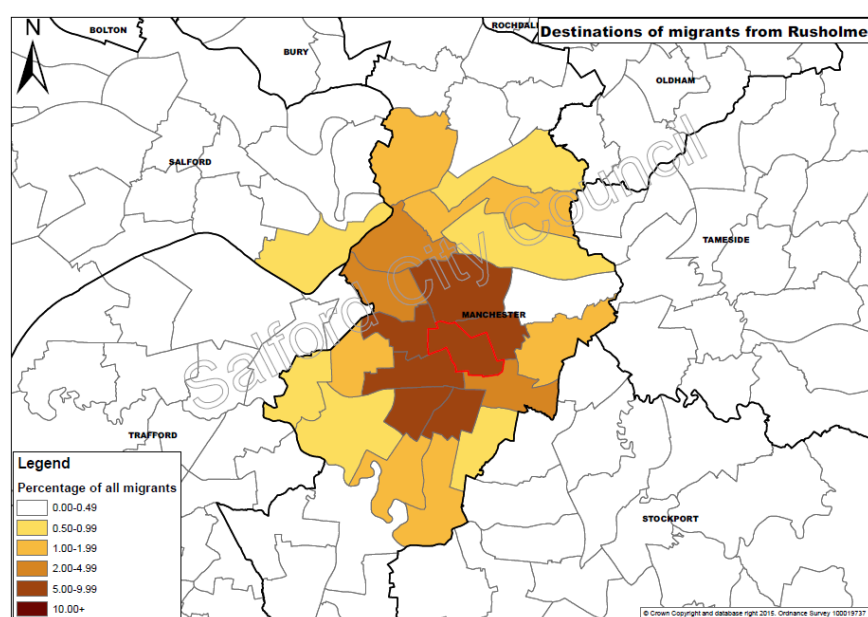 N
BOLTON
BURY
ROCHDAL
Destinations of migrants from Rusholme
OLDHAM
SALFORD
TAMESIDE
MANCHESTER
Salford City Council
TRAFFORD
STOCKPORT
Legend
Percentage of all migrants
0.00-0.49
0.50-0.99
1.00-1.99
2.00-4.99
5.00-9.99
10.00+
© Crown Copyright and database right 2015. Ordnance Survey 100019737